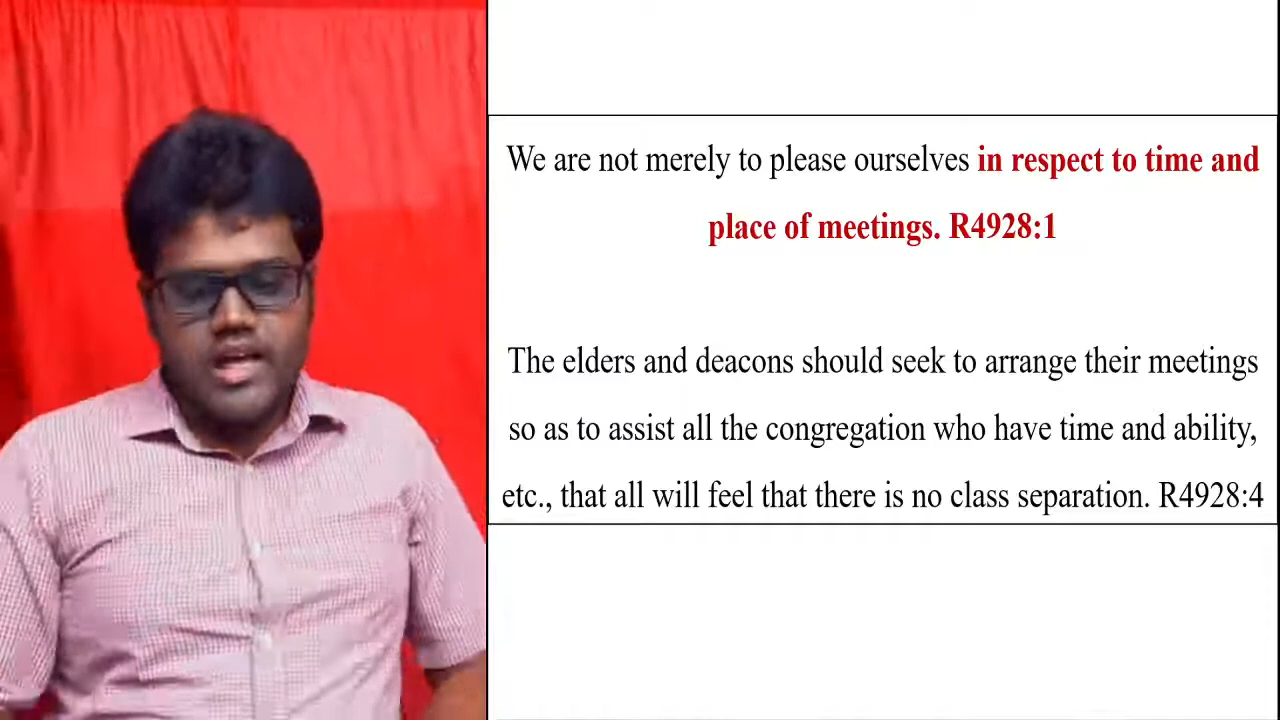 We are not merely to please ourselves in respect to time and
place of meetings. R4928:1
The elders and deacons should seek to arrange their meetings
so as to assist all the congregation who have time and ability,
etc., that all will feel that there is no class separation. R4928:4